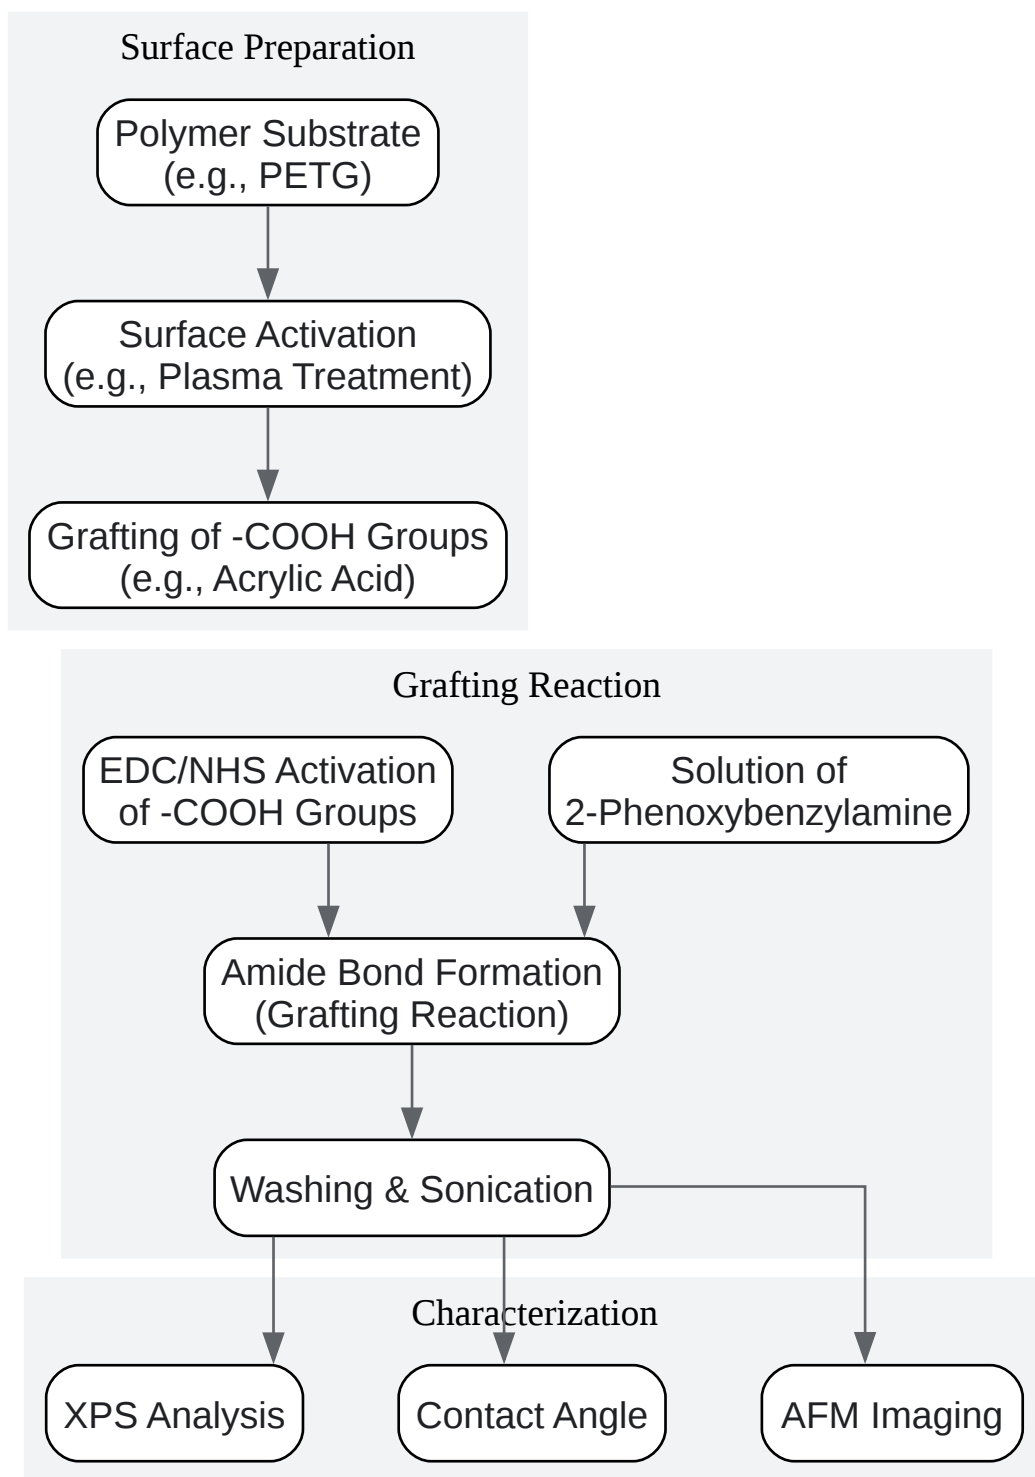 Surface Preparation
Polymer Substrate
(e.g., PETG)
Surface Activation
(e.g., Plasma Treatment)
Grafting of -COOH Groups
(e.g., Acrylic Acid)
Grafting Reaction
EDC/NHS Activation
of -COOH Groups
Solution of
2-Phenoxybenzylamine
Amide Bond Formation
(Grafting Reaction)
Washing & Sonication
Characterization
XPS Analysis
Contact Angle
AFM Imaging